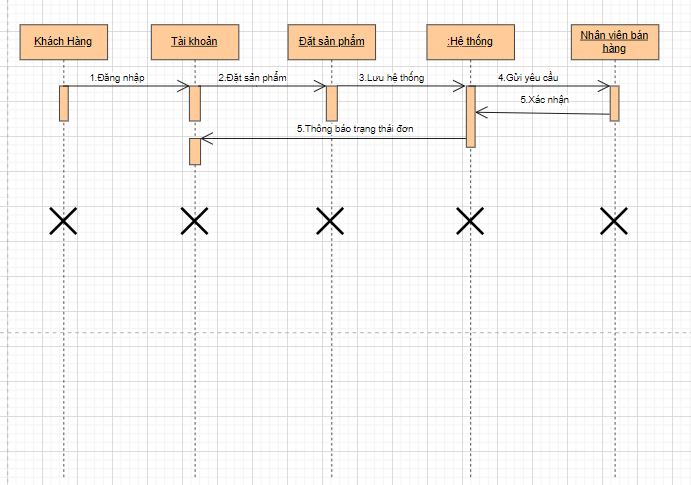 Khách Hàng
Tài khoản
Đặt sản phẩm
:Hệ thống
Nhân viên bán
hàng
1.Đăng nhập
2.Đặt sản phẩm
3.Lưu hệ thống
4.Gửi yêu cầu
5.Xác nhận
5.Thông báo trạng thái đơn